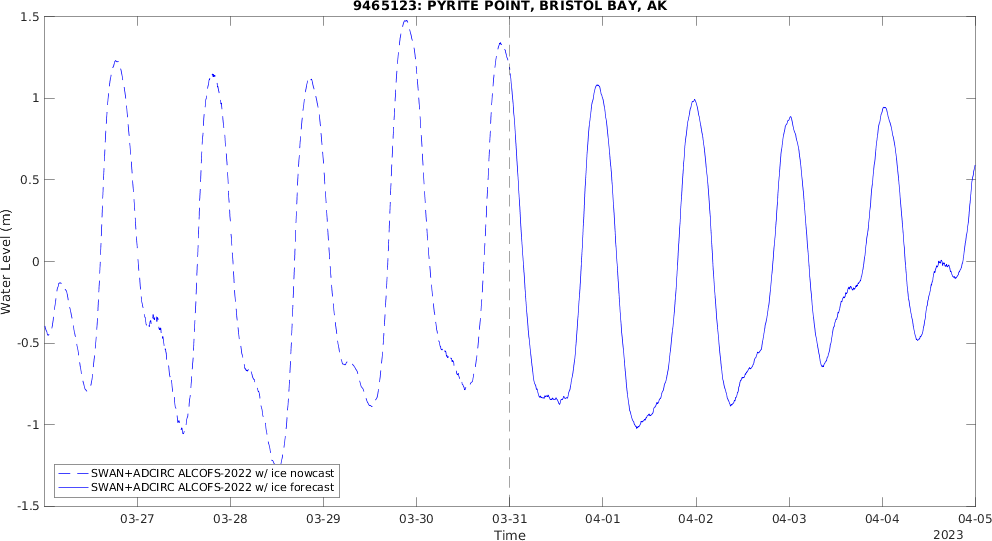 9465123: PYRITE POINT, BRISTOL BAY, AK
1.5
1
0.5
0
-0.5
-1
-1.5
Water Level (m)
SWAN+ADCIRC ALCOFS-2022 w/ ice nowcast
SWAN+ADCIRC ALCOFS-2022 w/ ice forecast
03-27 03-28 03-29 03-30 03-31 04-01 04-02 04-03 04-04 04-05
Time
2023